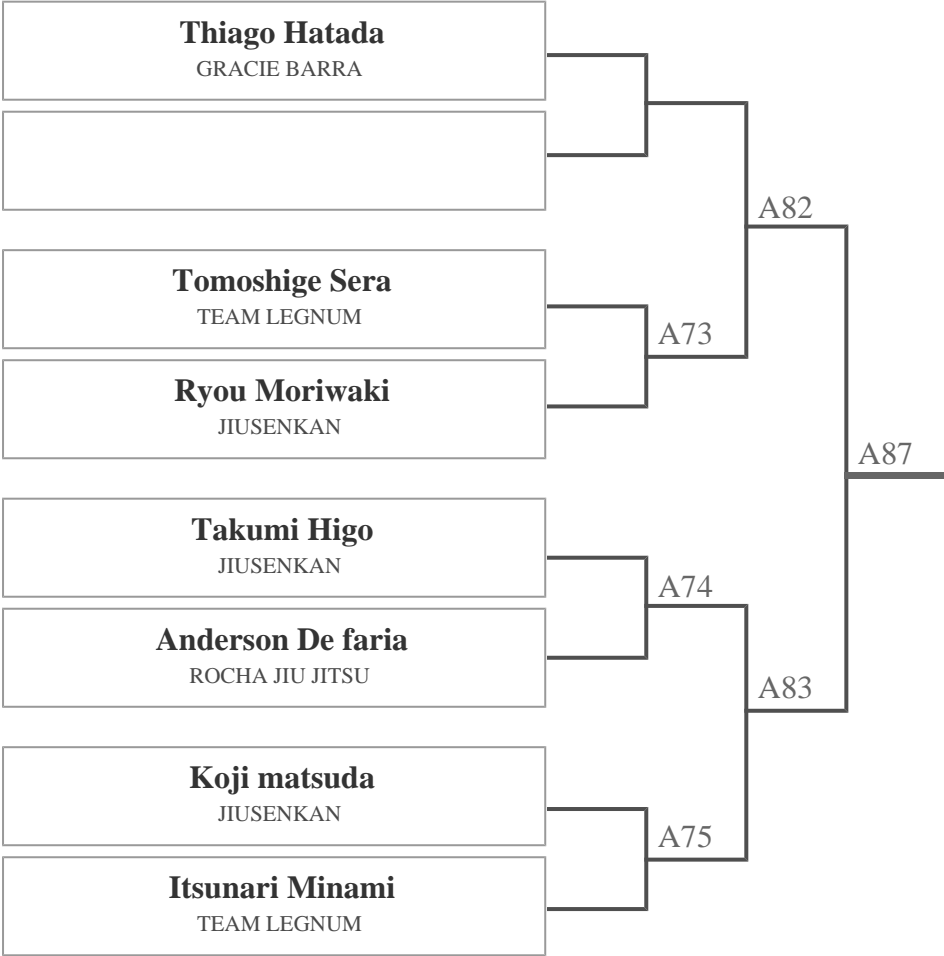 Thiago Hatada
GRACIE BARRA
A82
Tomoshige Sera
TEAM LEGNUM
A73
Ryou Moriwaki
JIUSENKAN
A87
Takumi Higo
JIUSENKAN
A74
Anderson De faria
ROCHA JIU JITSU
A83
Koji matsuda
JIUSENKAN
A75
Itsunari Minami
TEAM LEGNUM